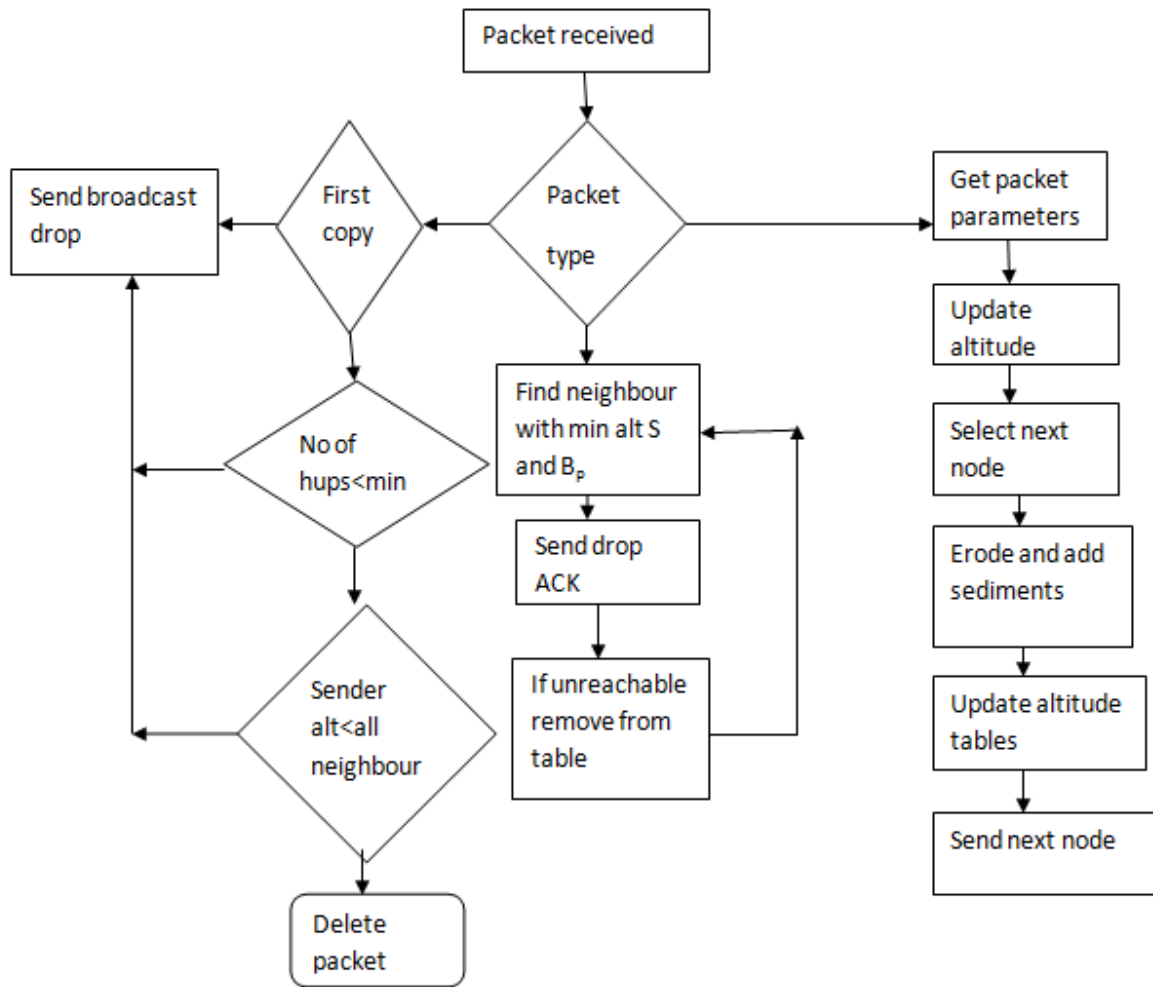 Packet received
Send broadcast
drop
First
copy
Packet
type
Get packet
parameters
Update
altitude
No of
hups<min
Find neighbour
with min alt S
and B_P
Select next
node
Send drop
ACK
Erode and add
sediments
Sender
alt<all
neighbour
If unreachable
remove from
table
Update altitude
tables
Send next node
Delete
packet